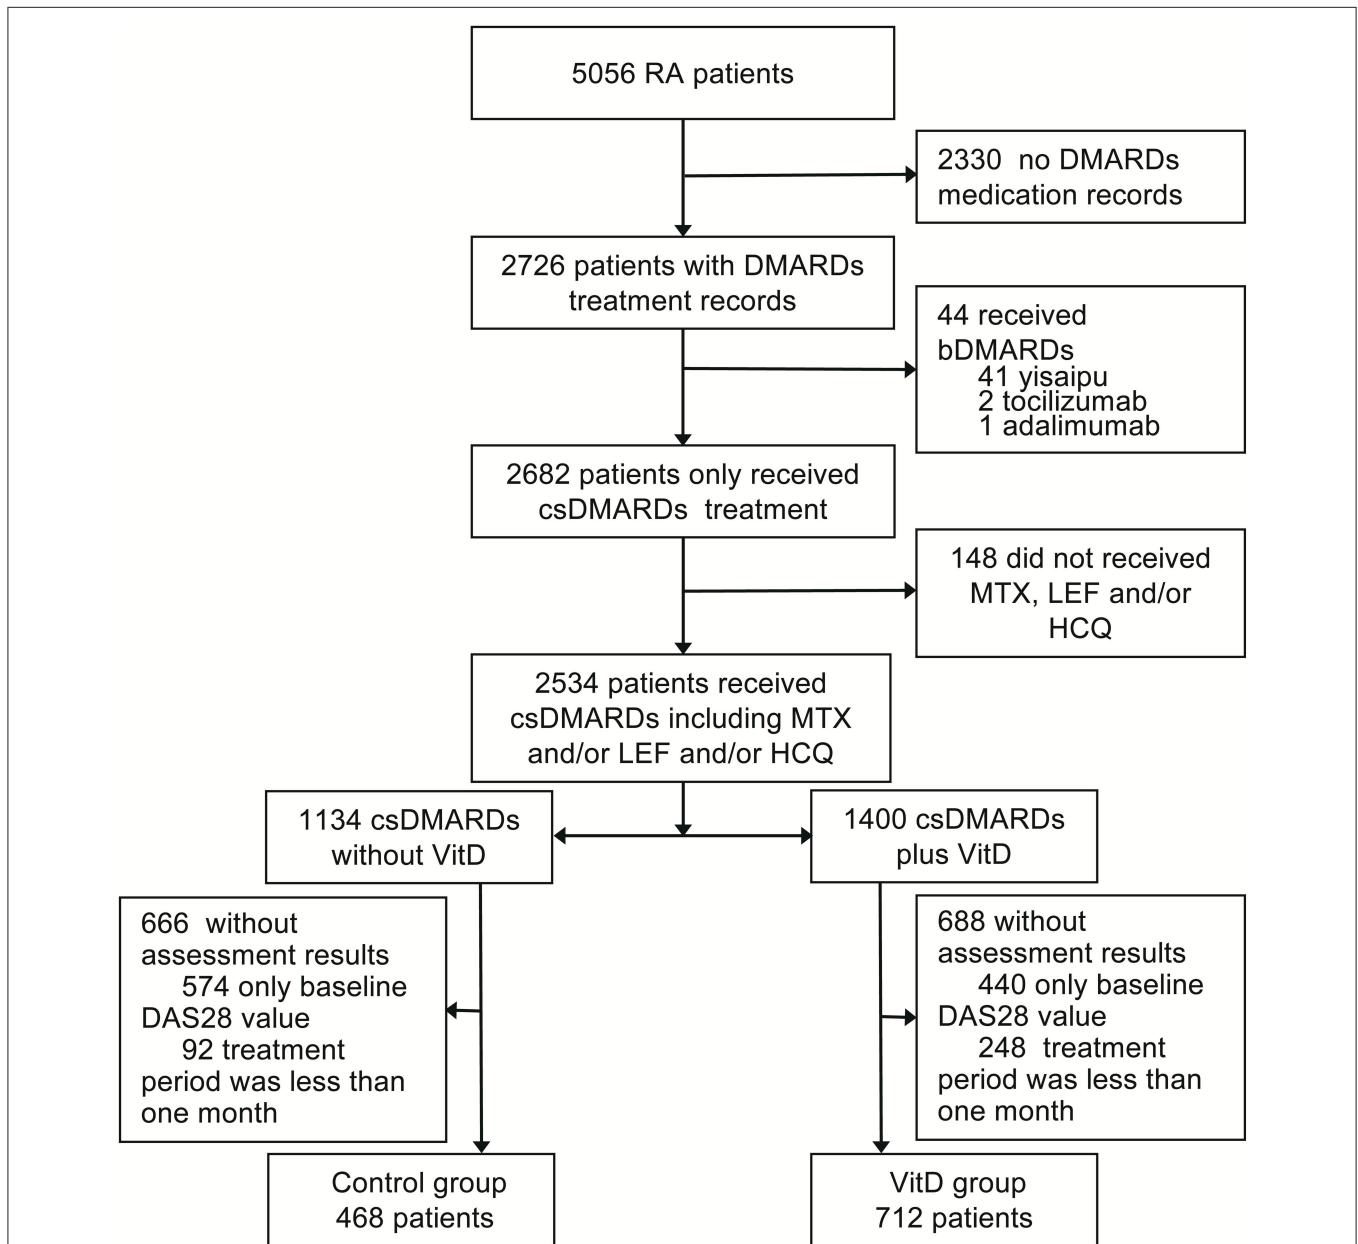 5056 RA patients
2330 no DMARDs
medication records
2726 patients with DMARDs
treatment records
44 received
bDMARDs
41 yisaipu
2 tocilizumab
1 adalimumab
2682 patients only received
csDMARDs treatment
148 did not received
MTX, LEF and/or
HCQ
2534 patients received
csDMARDs including MTX
and/or LEF and/or HCQ
1134 csDMARDs
without VitD
1400 csDMARDs
plus VitD
666 without
assessment results
574 only baseline
DAS28 value
92 treatment
period was less than
one month
688 without
assessment results
440 only baseline
DAS28 value
248 treatment
period was less than
one month
Control group
468 patients
VitD group
712 patients